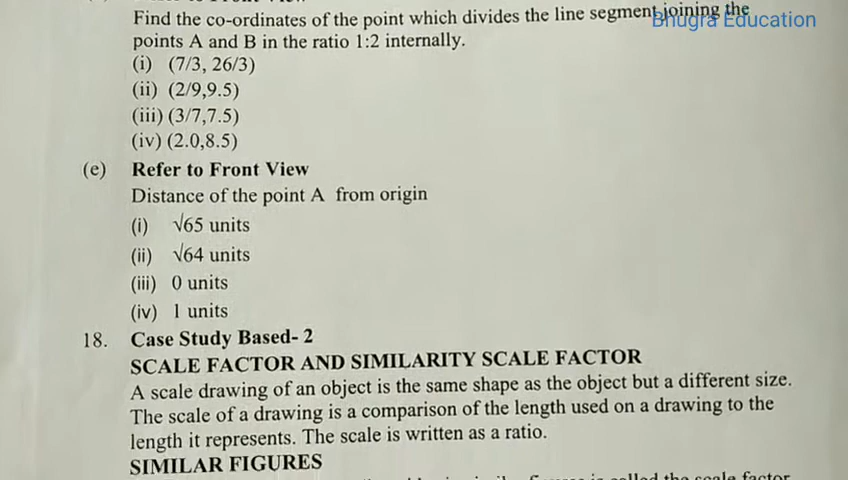 Find the co-ordinates of the point which divides the line segment joining the
Bhugra Education
points A and B in the ratio 1:2 internally.
(i) (7/3, 26/3)
(ii) (2/9,9.5)
(iii) (3/7,7.5)
(iv) (2.0,8.5)
(e) Refer to Front View
Distance of the point A from origin
(i) √65 units
(ii) √64 units
(iii) 0 units
(iv) 1 units
18. Case Study Based- 2
SCALE FACTOR AND SIMILARITY SCALE FACTOR
A scale drawing of an object is the same shape as the object but a different size.
The scale of a drawing is a comparison of the length used on a drawing to the
length it represents. The scale is written as a ratio.
SIMILAR FIGURES
is called the scale factor